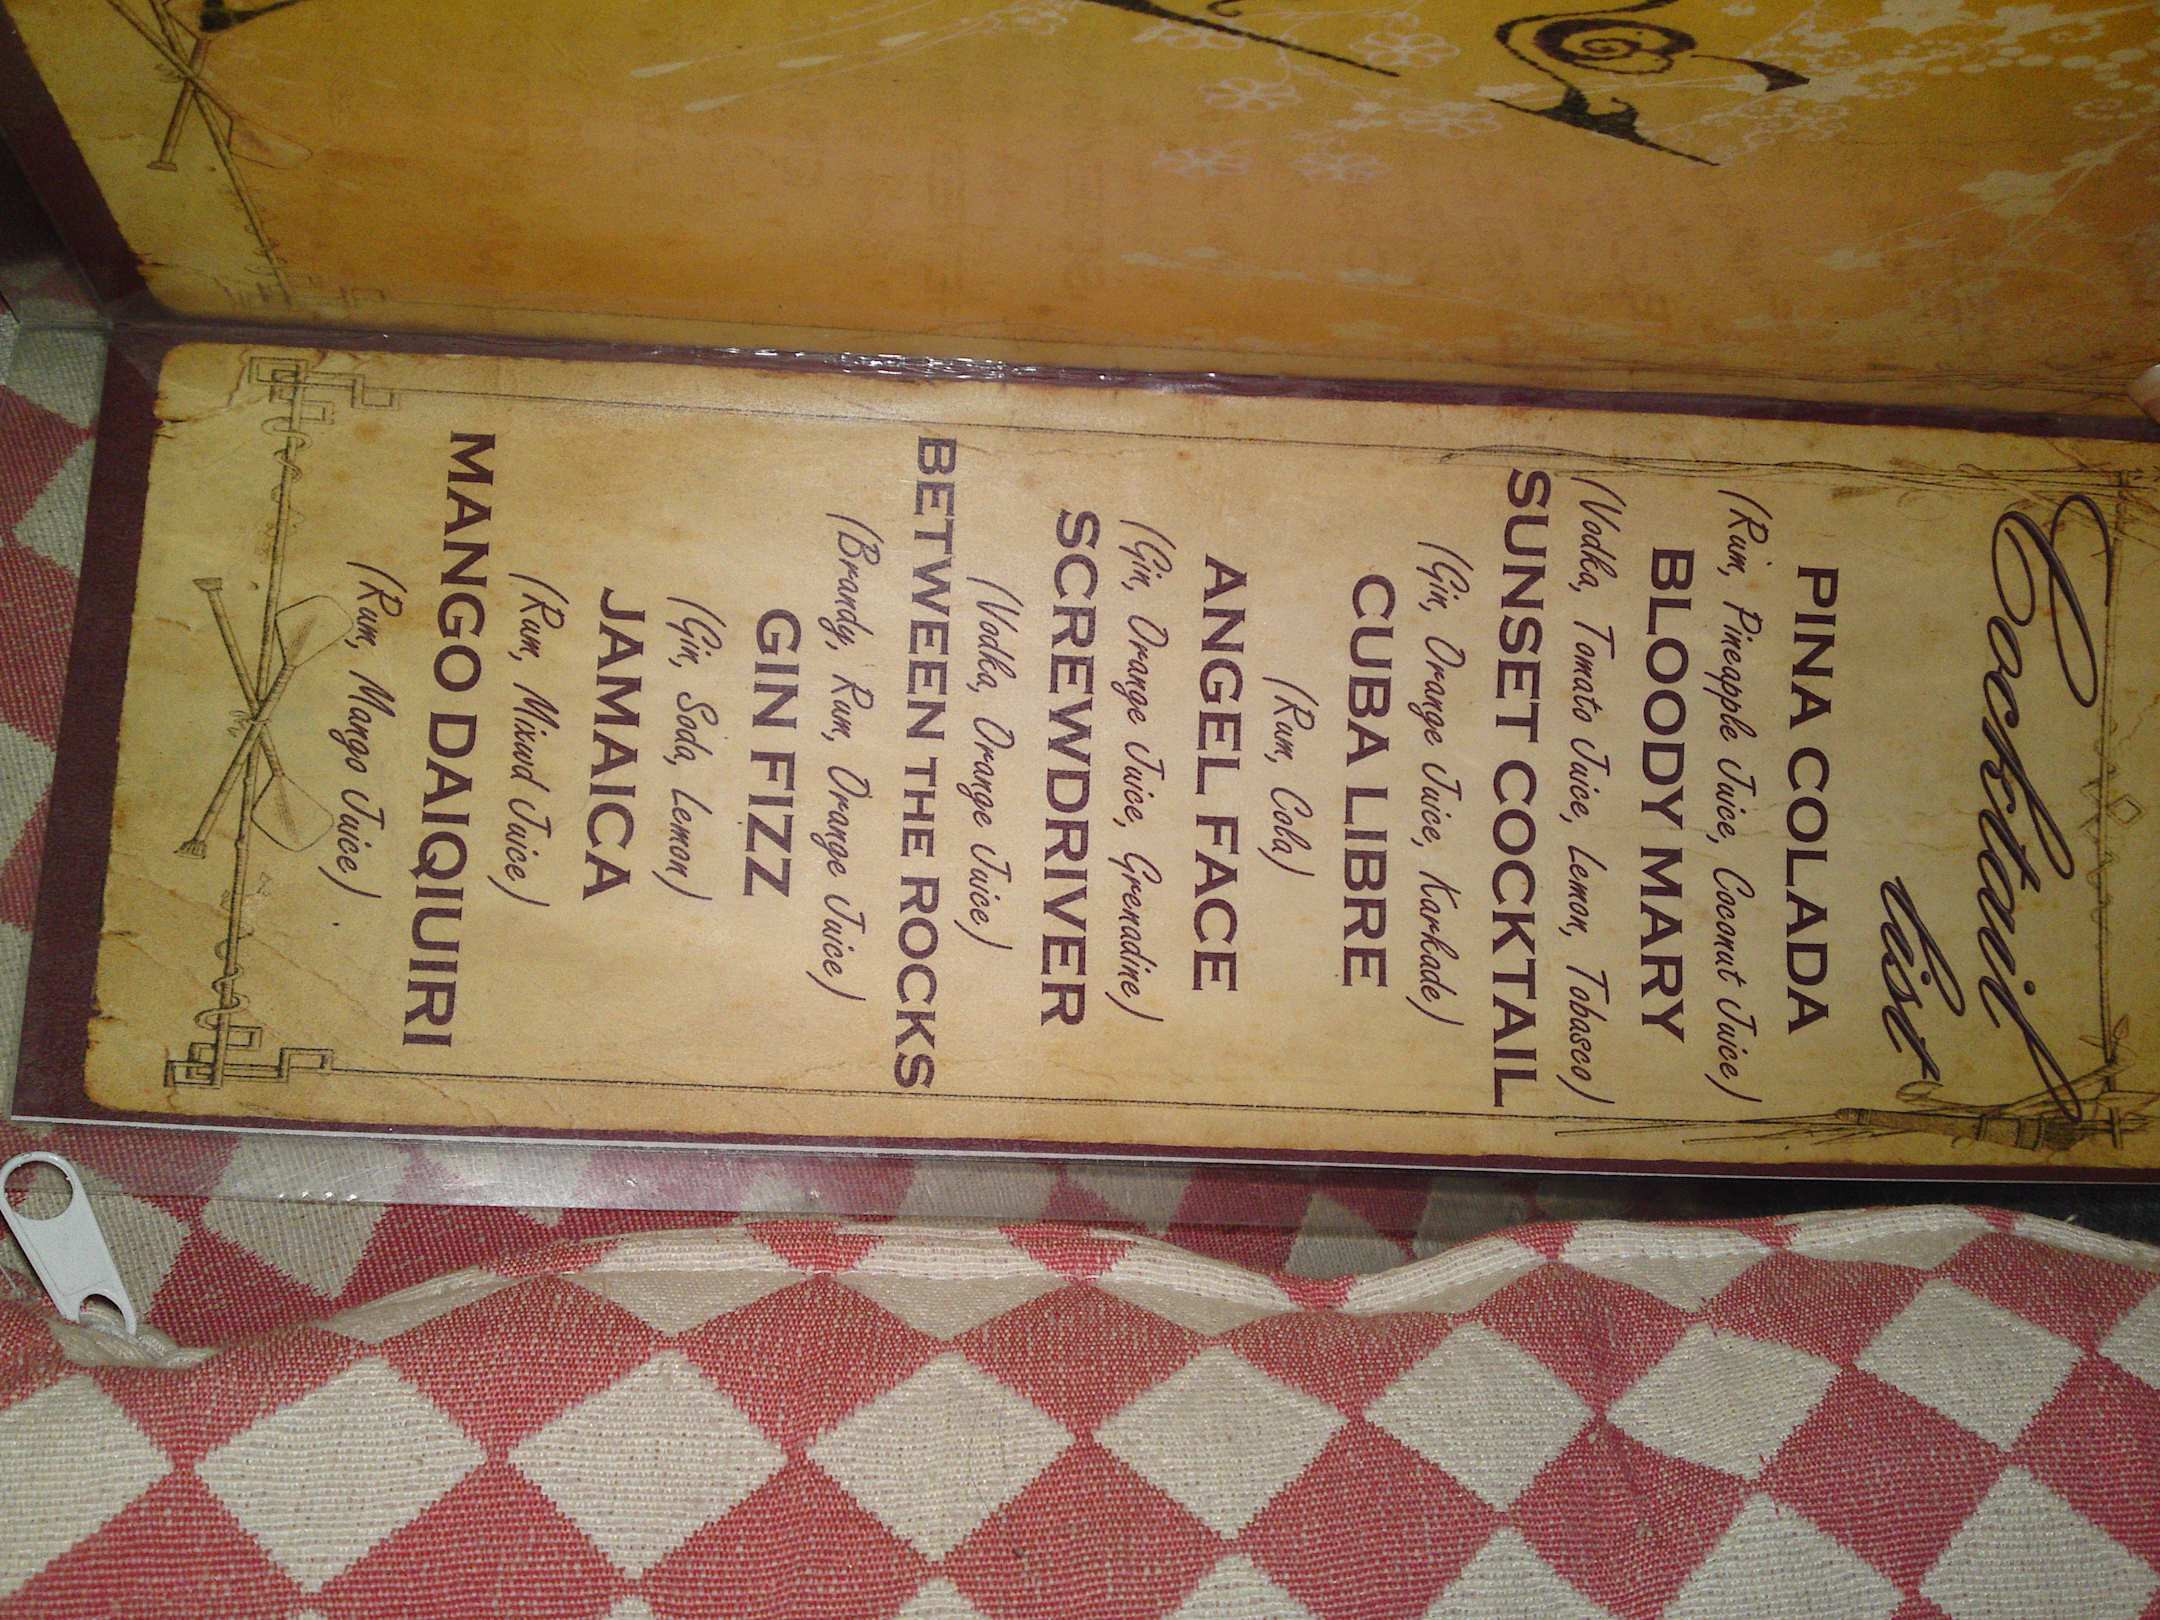 Cocktail
list
PINA COLADA
(Rum, Pineapple Juice, Coconut Juice)
BLOODY MARY
(Vodka, Tomato Juice, Lemon, Tobasco)
SUNSET COCKTAIL
(Gin, Orange Juice, Karkade)
CUBA LIBRE
(Rum, Cola)
ANGEL FACE
(Gin, Orange Juice, Grenadine)
SCREWDRIVER
(Vodka, Orange Juice)
BETWEEN THE ROCKS
(Brandy, Rum, Orange Juice)
GIN FIZZ
(Gin, Soda, Lemon)
JAMAICA
(Rum, Mixwd Juice)
MANGO DAIQIUIRI
(Rum, Mango Juice)